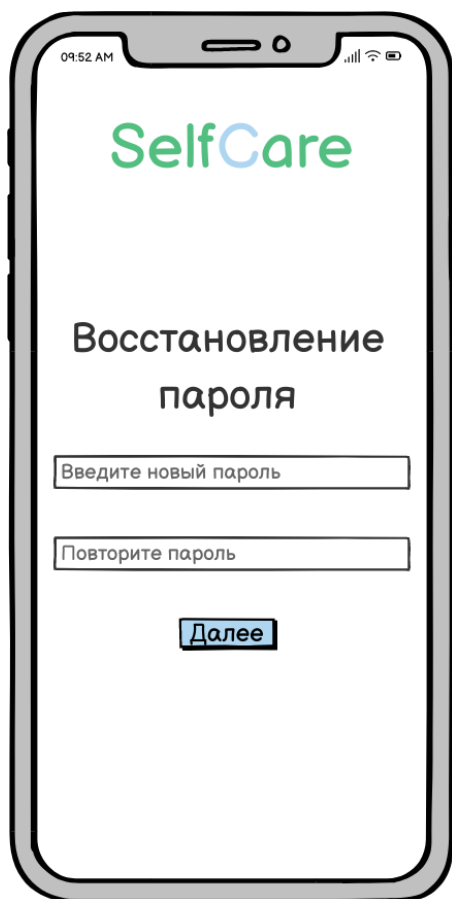 09:52 AM
SelfCare
Восстановление
пароля
Введите новый пароль
Повторите пароль
Далее